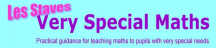 Les Staves
Very Special Maths
Practical guidance for teaching maths to pupils with very special needs